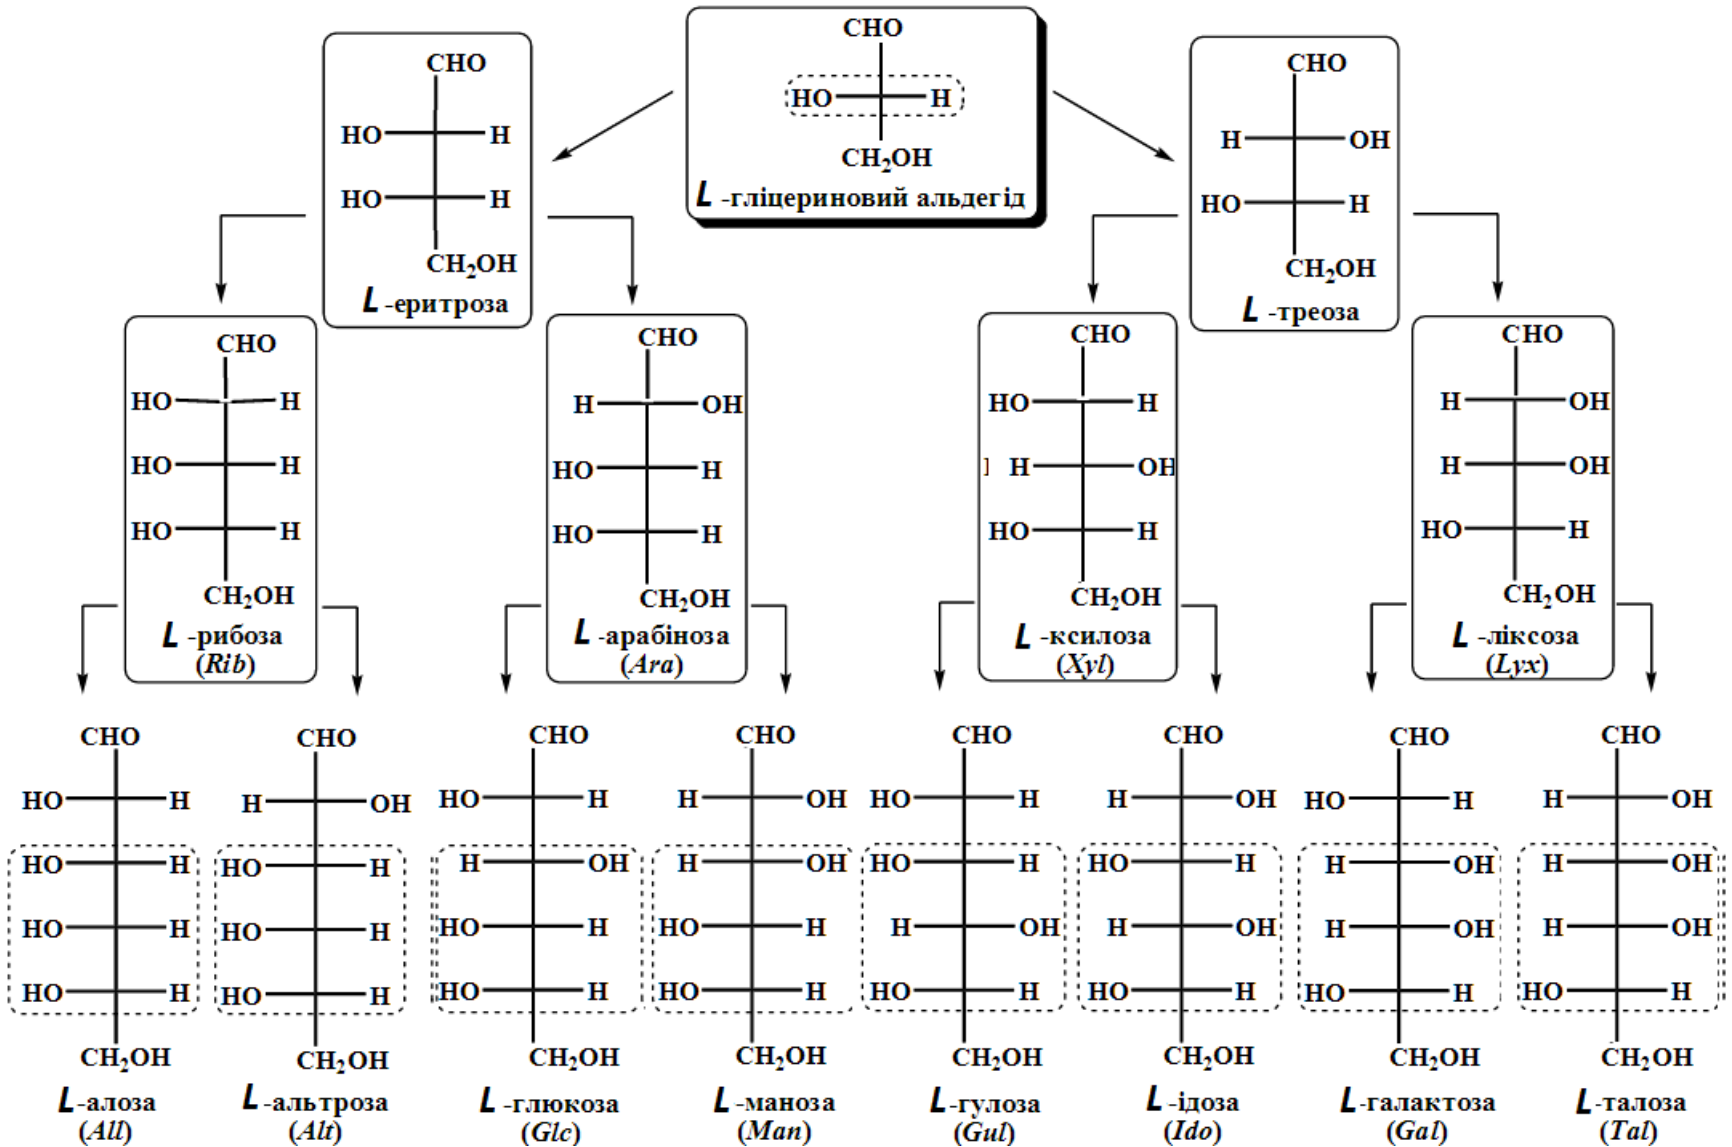 CHO
HO H
CH₂OH
L -гліцериновий альдегід
CHO
HO H
HO H
CH₂OH
L -еритроза
CHO
H OH
HO H
CH₂OH
L -треоза
CHO
HO H
HO H
HO H
CH₂OH
L -рибоза
(Rib)
CHO
H OH
HO H
HO H
CH₂OH
L -арабіноза
(Ara)
CHO
HO H
H OH
HO H
CH₂OH
L -ксилоза
(Xyl)
CHO
H OH
H OH
HO H
CH₂OH
L -ліксоза
(Lyx)
CHO
HO H
HO H
HO H
HO H
CH₂OH
L-алоза
(All)
CHO
H OH
HO H
HO H
HO H
CH₂OH
L -альтроза
(Alt)
CHO
HO H
H OH
HO H
HO H
CH₂OH
L -глюкоза
(Glc)
CHO
H OH
H OH
HO H
HO H
CH₂OH
L -маноза
(Man)
CHO
HO H
HO H
H OH
HO H
CH₂OH
L-гулоза
(Gul)
CHO
H OH
HO H
H OH
HO H
CH₂OH
L -ідоза
(Ido)
CHO
HO H
H OH
H OH
HO H
CH₂OH
L-галактоза
(Gal)
CHO
H OH
H OH
H OH
HO H
CH₂OH
L -талоза
(Tal)